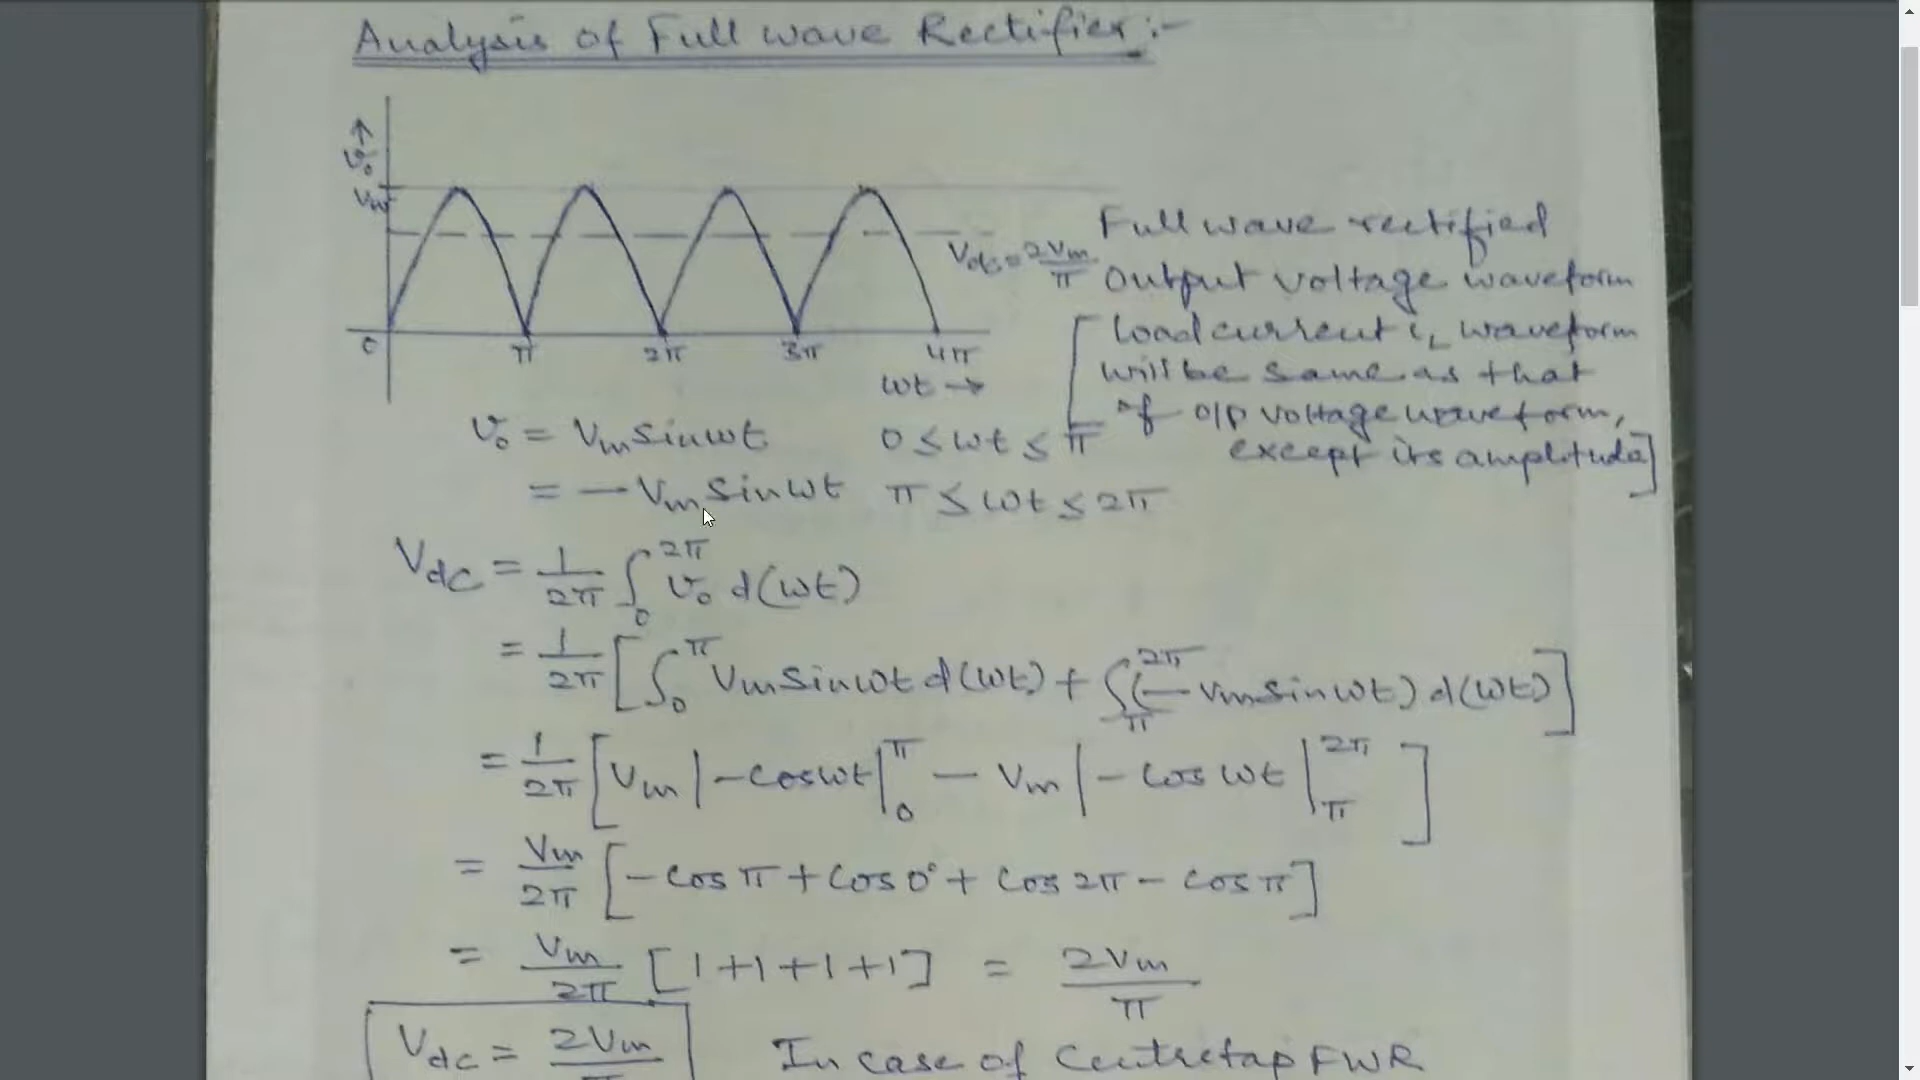 Analysis of Full wave Rectifier:-
↑
v₀
Vm
Vdc = 2Vm/π
0 π 2π 3π 4π
ωt →
Full wave rectified
Output voltage waveform
[load current iL waveform
will be same as that
of o/p voltage waveform,
except its amplitude]
v₀ = Vm sinωt 0 ≤ ωt ≤ π
= - Vm sinωt π ≤ ωt ≤ 2π
Vdc = 1/2π ∫₀^2π v₀ d(ωt)
= 1/2π [∫₀^π Vm sinωt d(ωt) + ∫π^2π (- Vm sinωt) d(ωt)]
= 1/2π [Vm |-cosωt|₀^π - Vm |- cos ωt|π^2π]
= Vm/2π [-cos π + cos 0° + cos 2π - cos π]
= Vm/2π [1+1+1+1] = 2Vm/π
Vdc = 2Vm/π In case of Centretap FWR